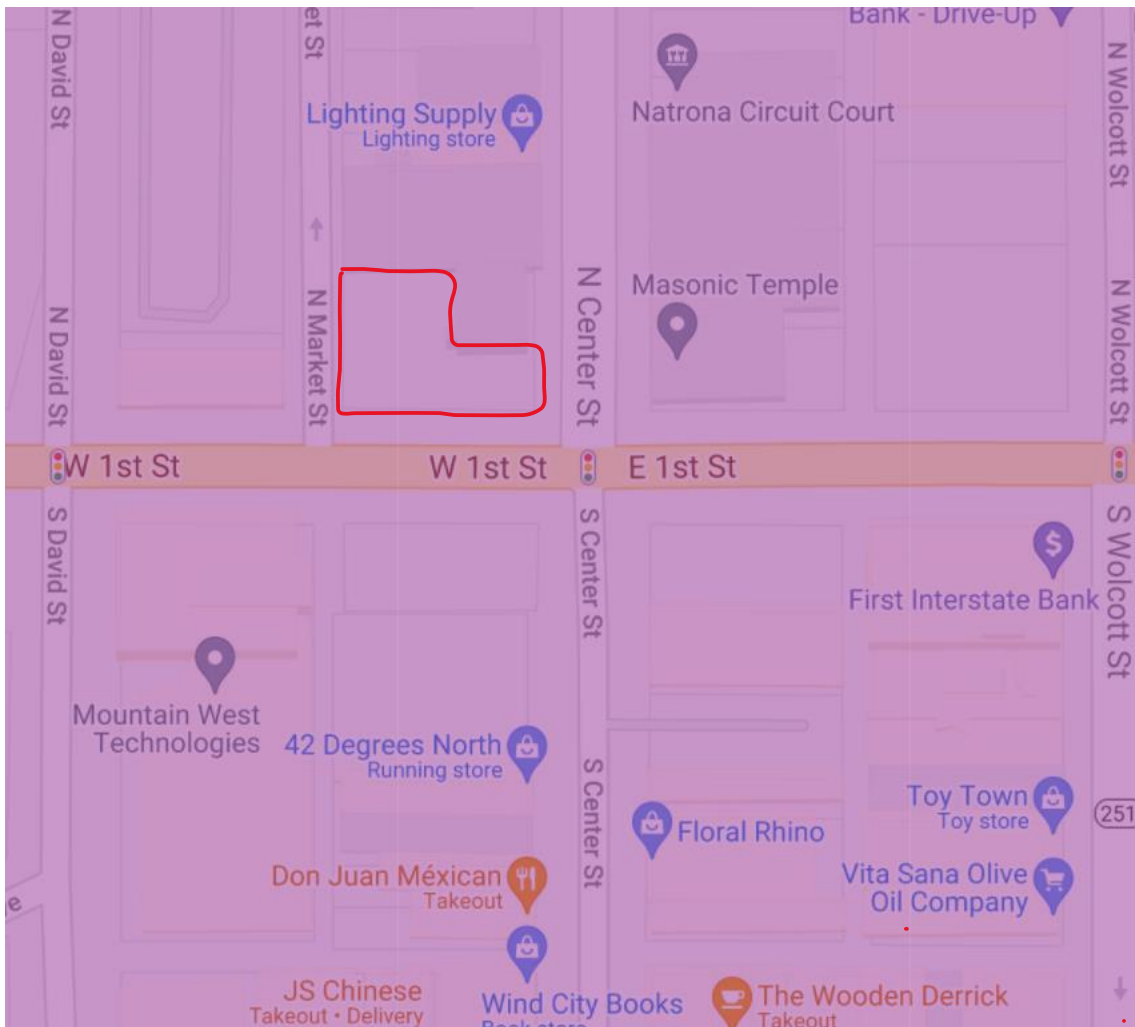 N David St
et St
Bank - Drive-Up
N Wolcott St
Lighting Supply
Lighting store
Natrona Circuit Court
N David St
N Market St
N Center St
Masonic Temple
N Wolcott St
W 1st St
W 1st St
E 1st St
S David St
S Center St
S Wolcott St
$
First Interstate Bank
Mountain West
Technologies
42 Degrees North
Running store
S Center St
Toy Town
Toy store
251
Floral Rhino
Don Juan Méxican
Takeout
Vita Sana Olive
Oil Company
e
JS Chinese
Takeout • Delivery
Wind City Books
Book store
The Wooden Derrick
Takeout